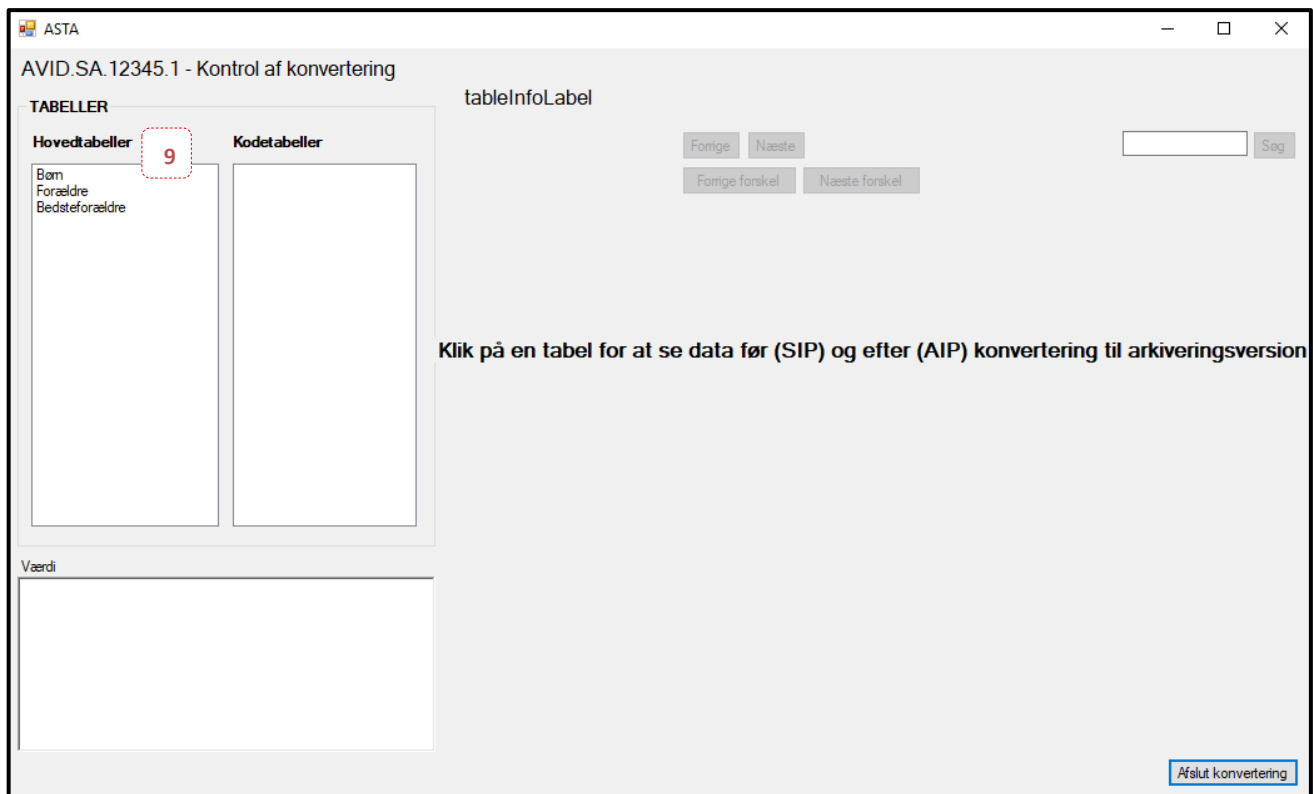 ASTA
AVID.SA.12345.1 - Kontrol af konvertering
tableInfoLabel
TABELLER
Hovedtabeller
9
Kodetabeller
Børn
Forældre
Bedsteforældre
Forrige
Næste
Søg
Forrige forskel
Næste forskel
Klik på en tabel for at se data før (SIP) og efter (AIP) konvertering til arkiveringsversion
Værdi
Afslut konvertering